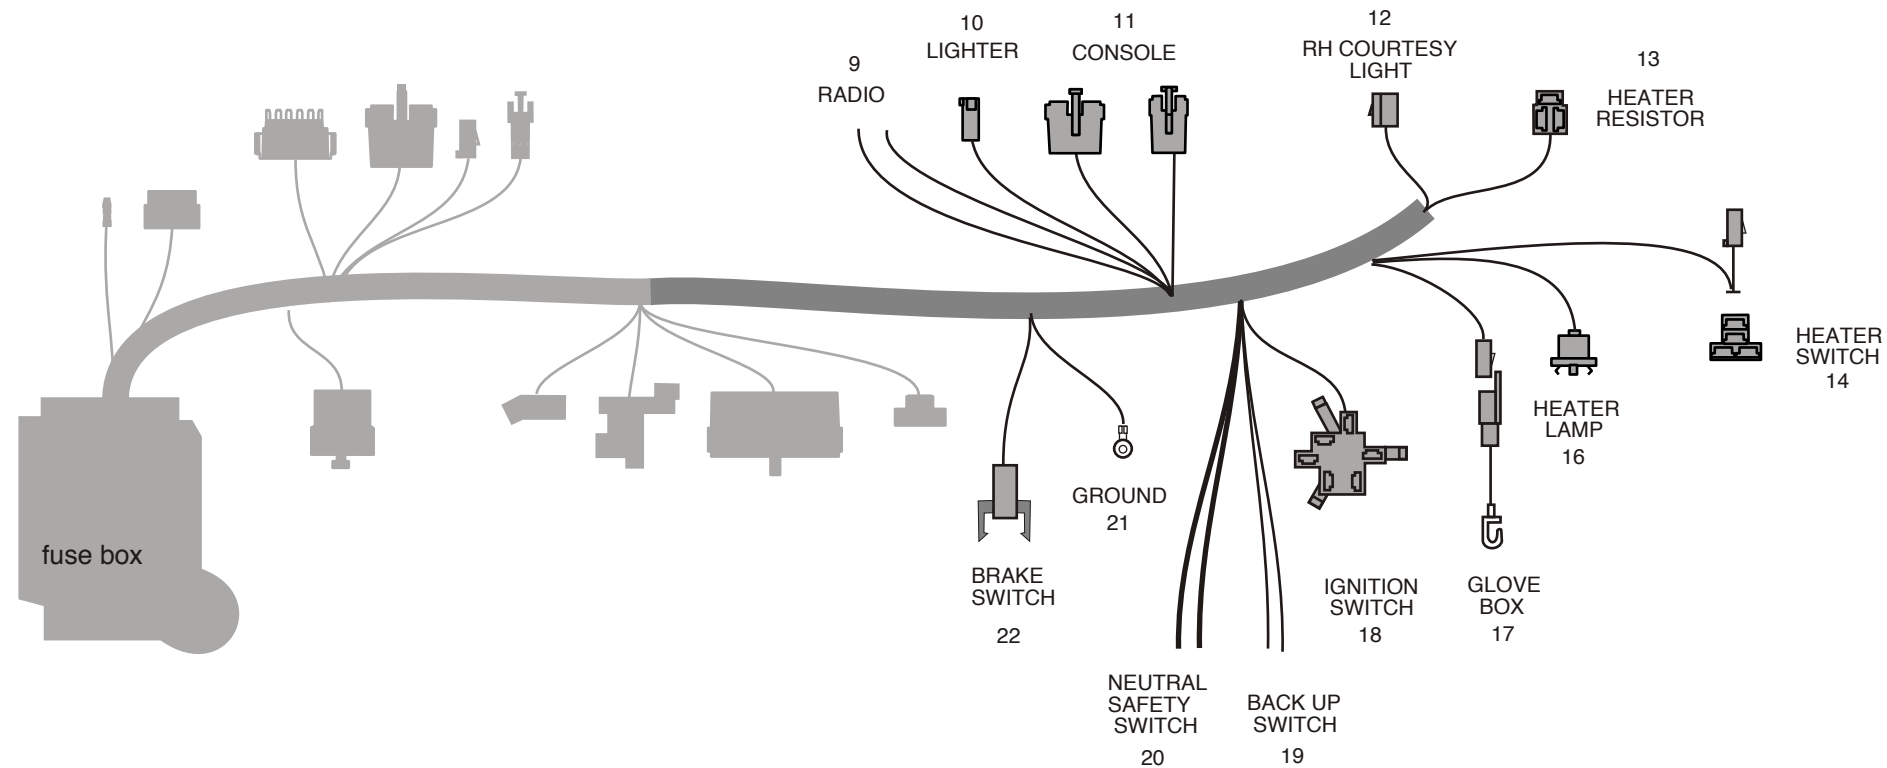 9
RADIO
10
LIGHTER
11
CONSOLE
12
RH COURTESY
LIGHT
13
HEATER
RESISTOR
HEATER
SWITCH
14
HEATER
LAMP
16
GLOVE
BOX
17
IGNITION
SWITCH
18
BACK UP
SWITCH
19
NEUTRAL
SAFETY
SWITCH
20
GROUND
21
BRAKE
SWITCH
22
fuse box